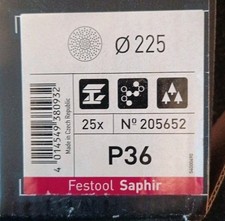 Ø 225
Made in Czech Republic
4 014549 380932
25x
Nº 205652
P36
Festool Saphir